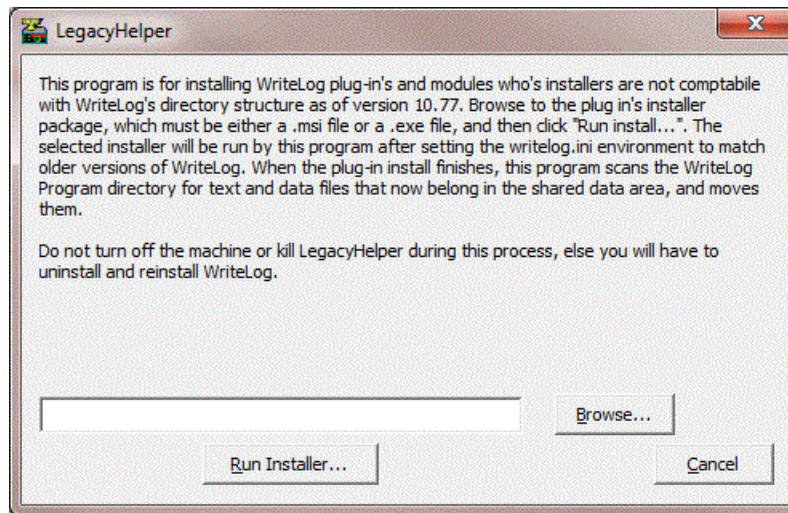 LegacyHelper
This program is for installing WriteLog plug-in's and modules who's installers are not comptabile
with WriteLog's directory structure as of version 10.77. Browse to the plug in's installer
package, which must be either a .msi file or a .exe file, and then click "Run install...". The
selected installer will be run by this program after setting the writelog.ini environment to match
older versions of WriteLog. When the plug-in install finishes, this program scans the WriteLog
Program directory for text and data files that now belong in the shared data area, and moves
them.
Do not turn off the machine or kill LegacyHelper during this process, else you will have to
uninstall and reinstall WriteLog.
Browse...
Run Installer...
Cancel